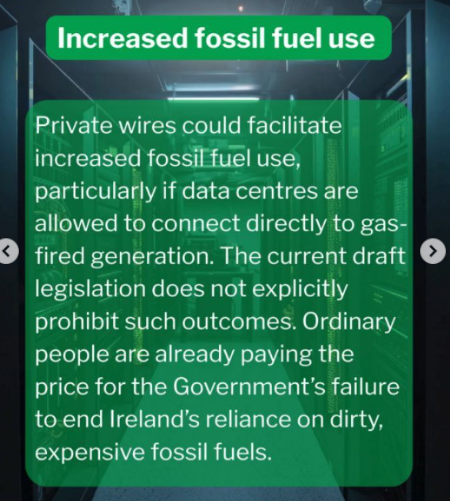 Increased fossil fuel use
Private wires could facilitate
increased fossil fuel use,
particularly if data centres are
allowed to connect directly to gas-
fired generation. The current draft
legislation does not explicitly
prohibit such outcomes. Ordinary
people are already paying the
price for the Government's failure
to end Ireland's reliance on dirty,
expensive fossil fuels.